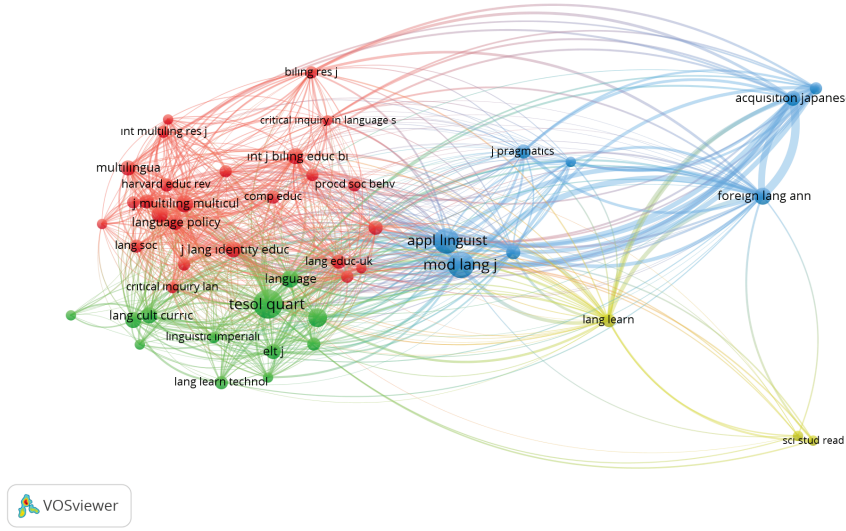 biling res j
acquisition japanes
critical inquiry in language s
int multiling res j
j pragmatics
int j biling educ bi
multilingua
harvard educ rev
procd soc behv
comp educ
foreign lang ann
j multiling multicul
language policy
appl linguist
lang soc
j lang identity educ
lang educ-uk
mod lang j
language
critical inquiry lan
tesol quart
lang cult curric
lang learn
linguistic imperiali
elt j
lang learn technol
sci stud read
VOSviewer